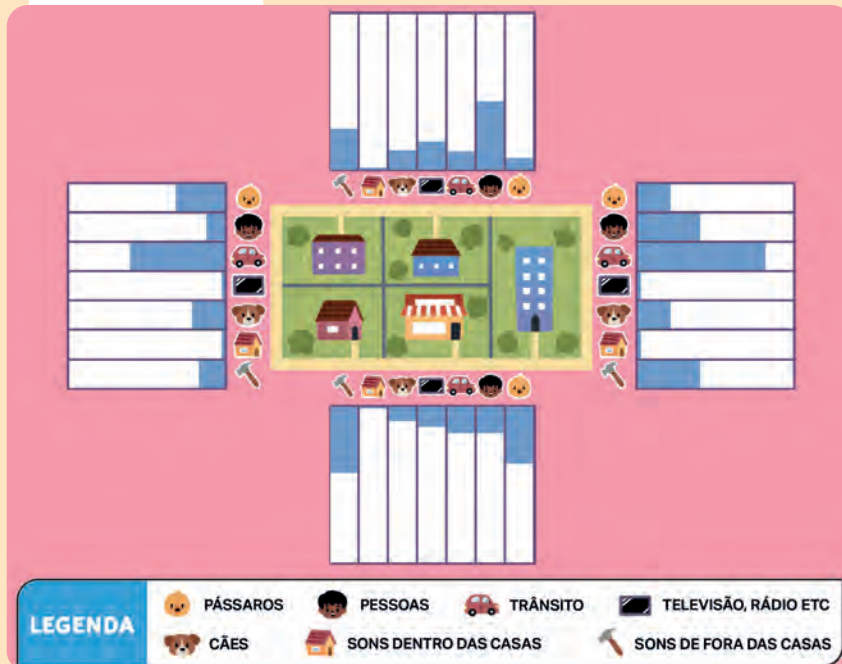 LEGENDA
PÁSSAROS
PESSOAS
TRÂNSITO
TELEVISÃO, RÁDIO ETC
CÃES
SONS DENTRO DAS CASAS
SONS DE FORA DAS CASAS